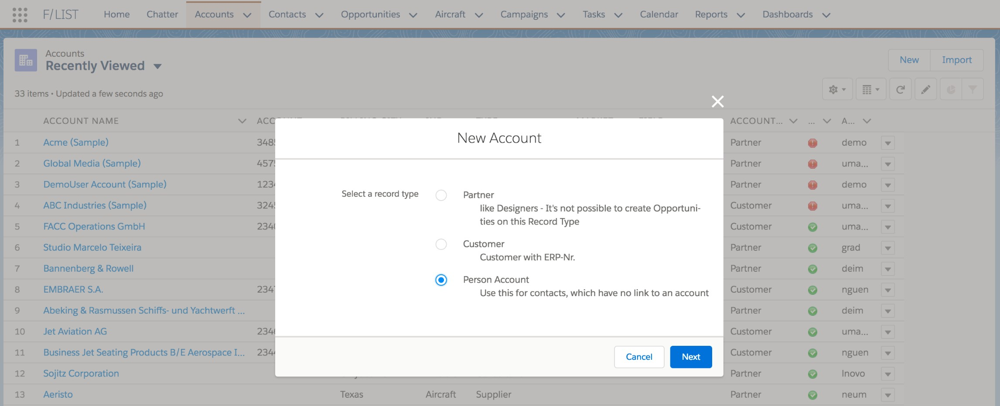 F/LIST Home Chatter Accounts Contacts Opportunities Aircraft Campaigns Tasks Calendar Reports Dashboards
Accounts
Recently Viewed
New Import
33 items • Updated a few seconds ago
ACCOUNT NAME ACCOUNT ACCOUNT... ... A...
New Account
Select a record type
Partner
like Designers - It's not possible to create Opportuni-
ties on this Record Type
Customer
Customer with ERP-Nr.
Person Account
Use this for contacts, which have no link to an account
Cancel Next
1 Acme (Sample) 348 Partner demo
2 Global Media (Sample) 457 Partner uma...
3 DemoUser Account (Sample) 123 Partner demo
4 ABC Industries (Sample) 324 Customer uma...
5 FACC Operations GmbH 234 Customer uma...
6 Studio Marcelo Teixeira Partner grad
7 Bannenberg & Rowell Partner deim
8 EMBRAER S.A. 234 Customer nguen
9 Abeking & Rasmussen Schiffs- und Yachtwerft ... Partner deim
10 Jet Aviation AG 234 Customer uma...
11 Business Jet Seating Products B/E Aerospace I... 234 Customer nguen
12 Sojitz Corporation Partner lnovo
13 Aeristo Texas Aircraft Supplier Partner neum